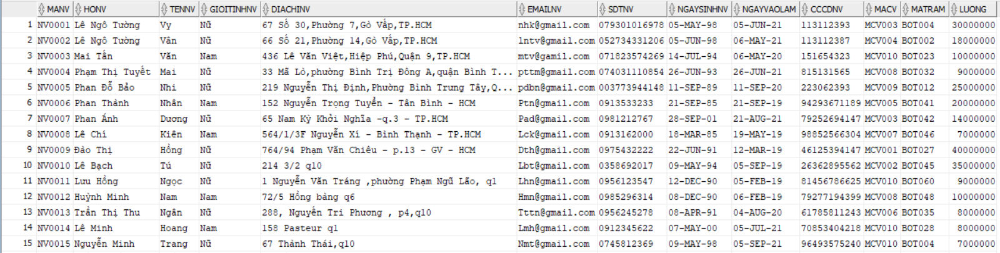 MANV HONV TENNV GIOITINHNV DIACHINV EMAILNV SDTNV NGAYSINHNV NGAYVAOLAM CCCDNV MACV MATRAM LUONG
1 NV0001 Lê Ngô Tường Vy Nữ 67 Số 30,Phường 7,Gò Vấp,TP.HCM nhk@gmail.com 079301016978 05-MAY-98 05-JUN-21 113112393 MCV003 BOT004 30000000
2 NV0002 Lê Ngô Tường Vân Nữ 66 Số 21,Phường 14,Gò Vấp,TP.HCM lntv@gmail.com 052734331206 05-JUN-98 06-MAY-21 113112387 MCV004 BOT002 18000000
3 NV0003 Mai Tấn Văn Nam 436 Lê Văn Việt,Hiệp Phú,Quận 9,TP.HCM mtv@gamil.com 071823574269 14-JUL-94 06-MAY-20 151654323 MCV010 BOT023 10000000
4 NV0004 Phạm Thị Tuyết Mai Nữ 33 Mã Lò,phường Bình Trị Đông A,quận Bình T... pttm@gmail.com 074031110854 26-JUN-93 26-JUN-21 815131565 MCV008 BOT032 9000000
5 NV0005 Phan Đỗ Bảo Nhi Nữ 219 Nguyễn Thị Định,Phường Bình Trưng Tây,Q... pdbn@gmail.com 003773944148 11-SEP-89 11-SEP-20 223062393 MCV009 BOT012 25000000
6 NV0006 Phan Thành Nhân Nam 152 Nguyễn Trọng Tuyển - Tân Bình - HCM Ptn@gmail.com 0913533233 21-SEP-85 21-SEP-19 94293671189 MCV005 BOT041 20000000
7 NV0007 Phan Ánh Dương Nữ 65 Nam Kỳ Khởi Nghĩa -q.3 - TP.HCM Pad@gmail.com 0981212767 28-SEP-01 21-AUG-21 79252694147 MCV003 BOT042 14000000
8 NV0008 Lê Chí Kiên Nam 564/1/3F Nguyễn Xí - Bình Thạnh - TP.HCM Lck@gmail.com 0913162000 18-MAR-85 19-MAY-19 98852566304 MCV007 BOT046 7000000
9 NV0009 Đào Thị Hồng Nữ 764/94 Phạm Văn Chiêu - p.13 - GV - HCM Dth@gmail.com 0975432222 22-JUN-91 12-MAR-19 46125394147 MCV001 BOT027 40000000
10 NV0010 Lê Bạch Tú Nữ 214 3/2 q10 Lbt@gmail.com 0358692017 09-MAY-94 05-SEP-19 26362895562 MCV002 BOT045 35000000
11 NV0011 Lưu Hồng Ngọc Nữ 1 Nguyễn Văn Tráng ,phường Phạm Ngũ Lão, q1 Lhn@gmail.com 0956123547 12-DEC-90 05-FEB-19 81456786625 MCV010 BOT060 9000000
12 NV0012 Huỳnh Minh Nam Nam 72/5 Hồng bàng q6 Hmn@gmail.com 0985296314 08-DEC-90 06-FEB-19 79277194399 MCV008 BOT048 10000000
13 NV0013 Trần Thị Thu Ngân Nữ 288, Nguyến Tri Phương , p4,q10 Tttn@gmail.com 0956245278 08-APR-91 04-AUG-20 61785811243 MCV006 BOT035 8000000
14 NV0014 Lê Minh Hoang Nam 158 Pasteur q1 Lmh@gmail.com 0912345622 07-MAY-00 05-JUL-21 70853404218 MCV010 BOT028 8000000
15 NV0015 Nguyễn Minh Trang Nữ 67 Thành Thái,q10 Nmt@gmail.com 0745812369 09-MAY-98 05-SEP-21 96493575240 MCV010 BOT004 7000000